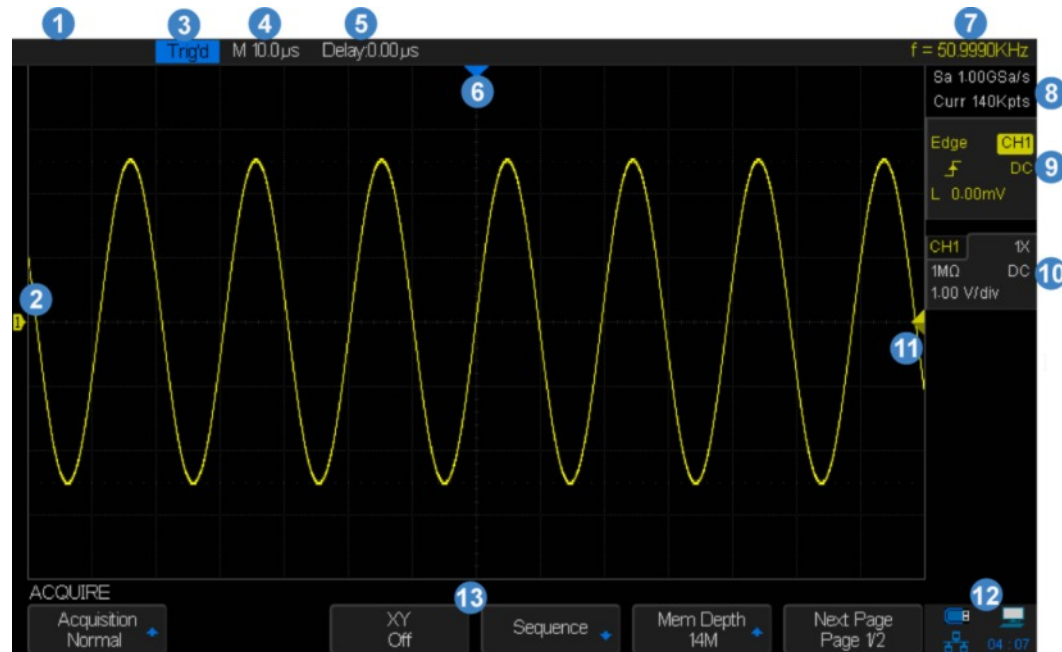 1
3
4
5
7
Trig'd M 10.0µs Delay:0.00µs f = 50.9990KHz
6
Sa 1.00GSa/s
Curr 140Kpts
8
Edge CH1
DC
9
L 0.00mV
CH1 1X
1MΩ DC
10
1.00 V/div
2
1
11
ACQUIRE
13
12
Acquisition
Normal
XY
Off
Sequence
Mem Depth
14M
Next Page
Page 1/2
04 : 07